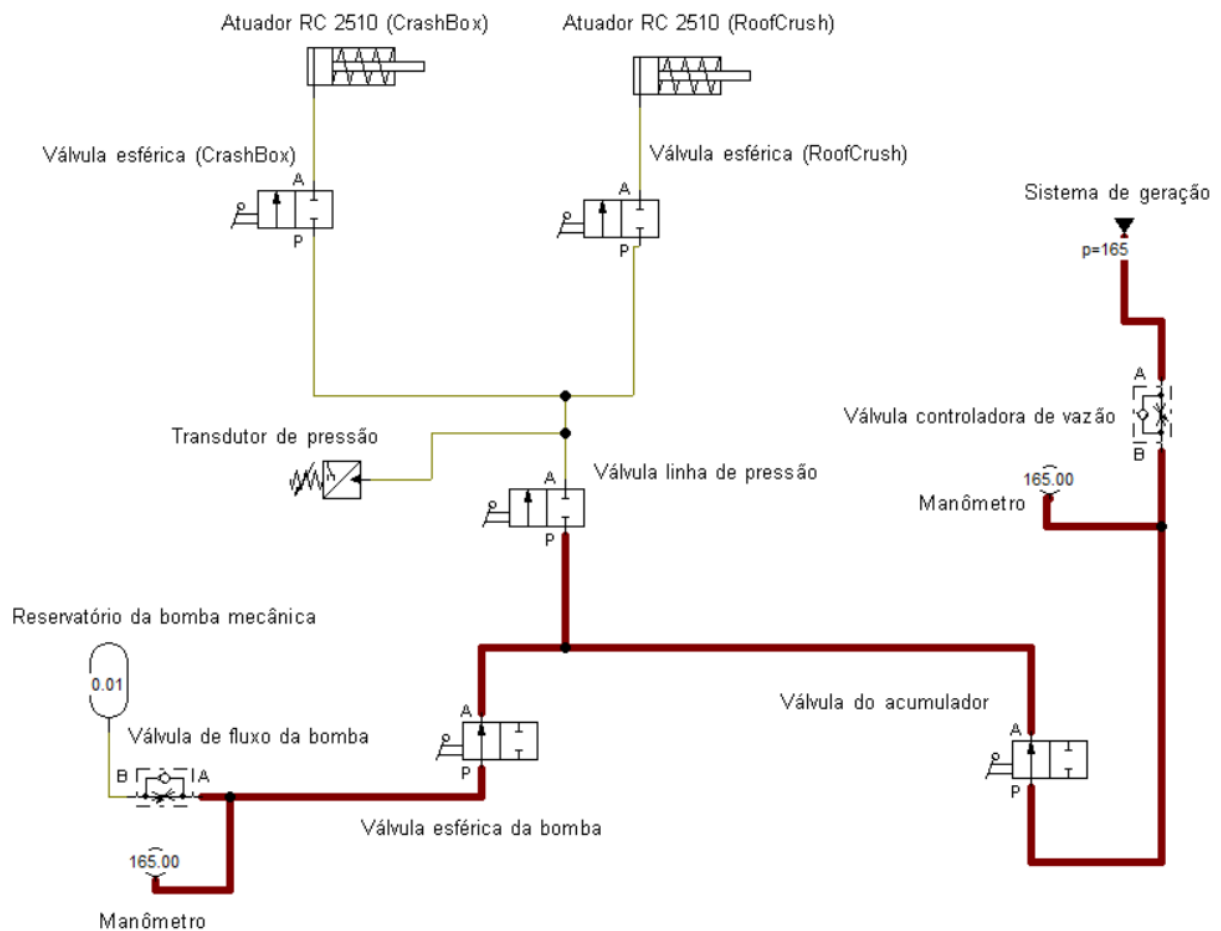 Atuador RC 2510 (CrashBox)
Atuador RC 2510 (RoofCrush)
Válvula esférica (CrashBox)
Válvula esférica (RoofCrush)
A
P
A
P
Sistema de geração
p=165
A
Válvula controladora de vazão
B
Transdutor de pressão
Válvula linha de pressão
A
P
165.00
Manômetro
Reservatório da bomba mecânica
0.01
Válvula de fluxo da bomba
B
A
A
P
Válvula esférica da bomba
Válvula do acumulador
A
P
165.00
Manômetro